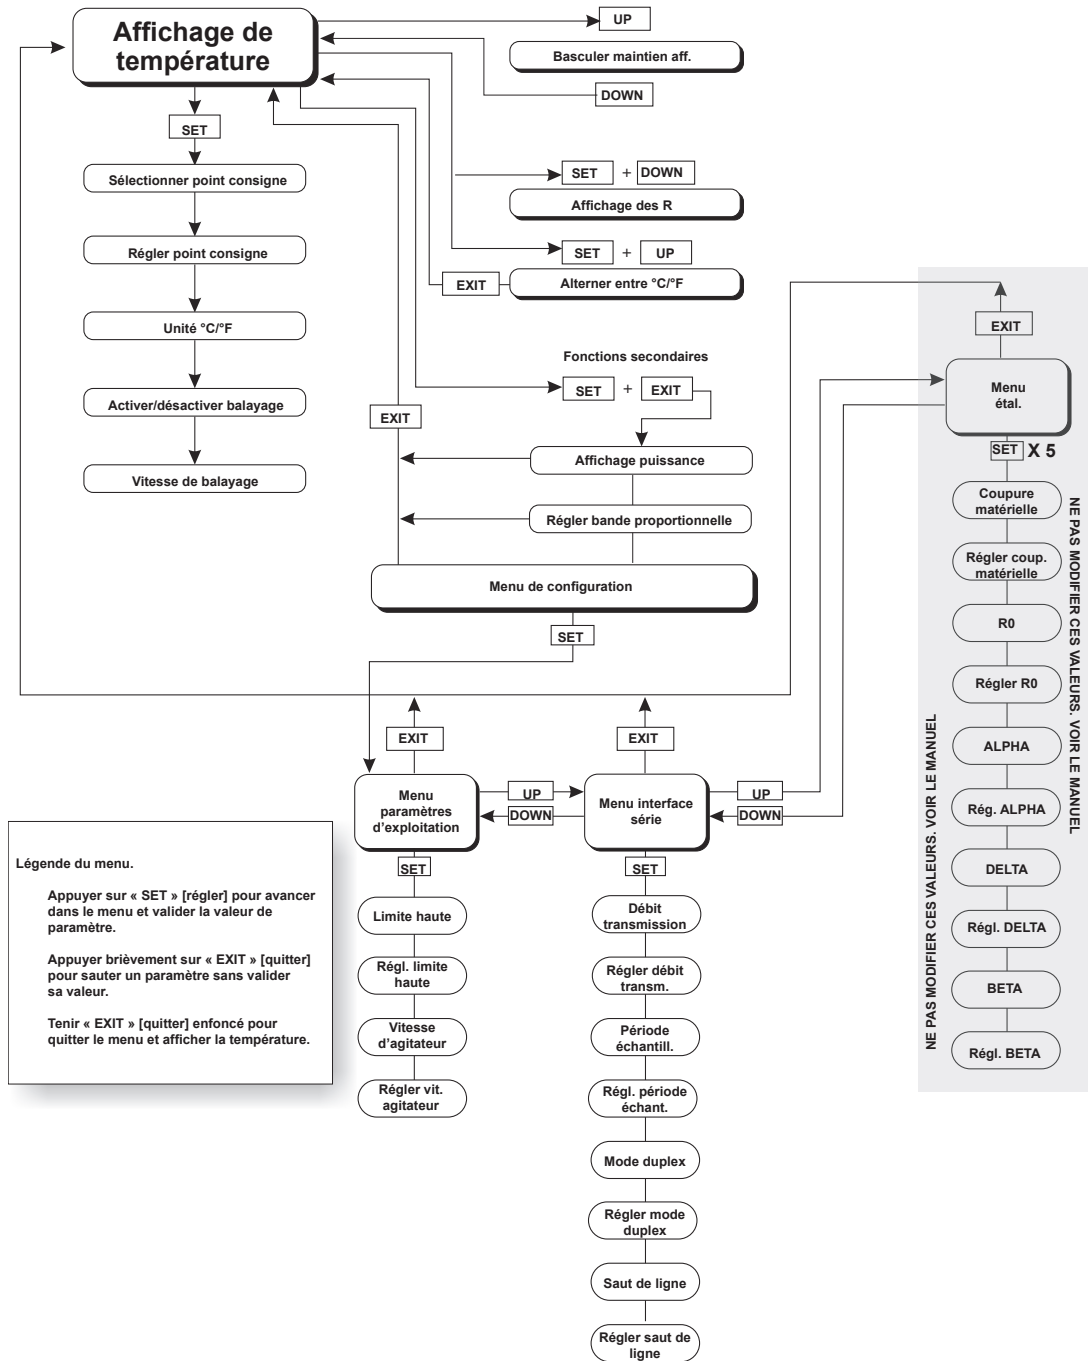 Affichage de
température
UP
Basculer maintien aff.
DOWN
SET
Sélectionner point consigne
Régler point consigne
Unité °C/°F
Activer/désactiver balayage
Vitesse de balayage
SET + DOWN
Affichage des R
SET + UP
EXIT
Alterner entre °C/°F
Fonctions secondaires
SET + EXIT
EXIT
Affichage puissance
Régler bande proportionnelle
Menu de configuration
SET
EXIT
Menu
paramètres
d'exploitation
UP
DOWN
SET
Limite haute
Régl. limite
haute
Vitesse
d'agitateur
Régler vit.
agitateur
EXIT
Menu interface
série
UP
DOWN
SET
Débit
transmission
Régler débit
transm.
Période
échantill.
Régl. période
échant.
Mode duplex
Régler mode
duplex
Saut de ligne
Régler saut de
ligne
EXIT
Menu
étal.
SET X 5
Coupure
matérielle
Régler coup.
matérielle
R0
Régler R0
ALPHA
Rég. ALPHA
DELTA
Régl. DELTA
BETA
Régl. BETA
NE PAS MODIFIER CES VALEURS. VOIR LE MANUEL
NE PAS MODIFIER CES VALEURS. VOIR LE MANUEL
Légende du menu.
Appuyer sur « SET » [régler] pour avancer
dans le menu et valider la valeur de
paramètre.
Appuyer brièvement sur « EXIT » [quitter]
pour sauter un paramètre sans valider
sa valeur.
Tenir « EXIT » [quitter] enfoncé pour
quitter le menu et afficher la température.